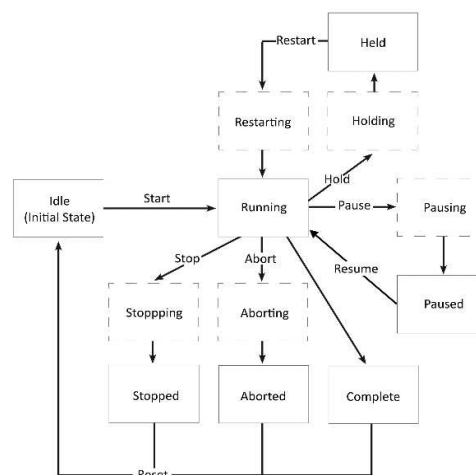 Restart
Held
Restarting
Holding
Hold
Idle
(Initial State)
Start
Running
Pause
Pausing
Stop
Abort
Resume
Stoppping
Aborting
Paused
Stopped
Aborted
Complete
Reset